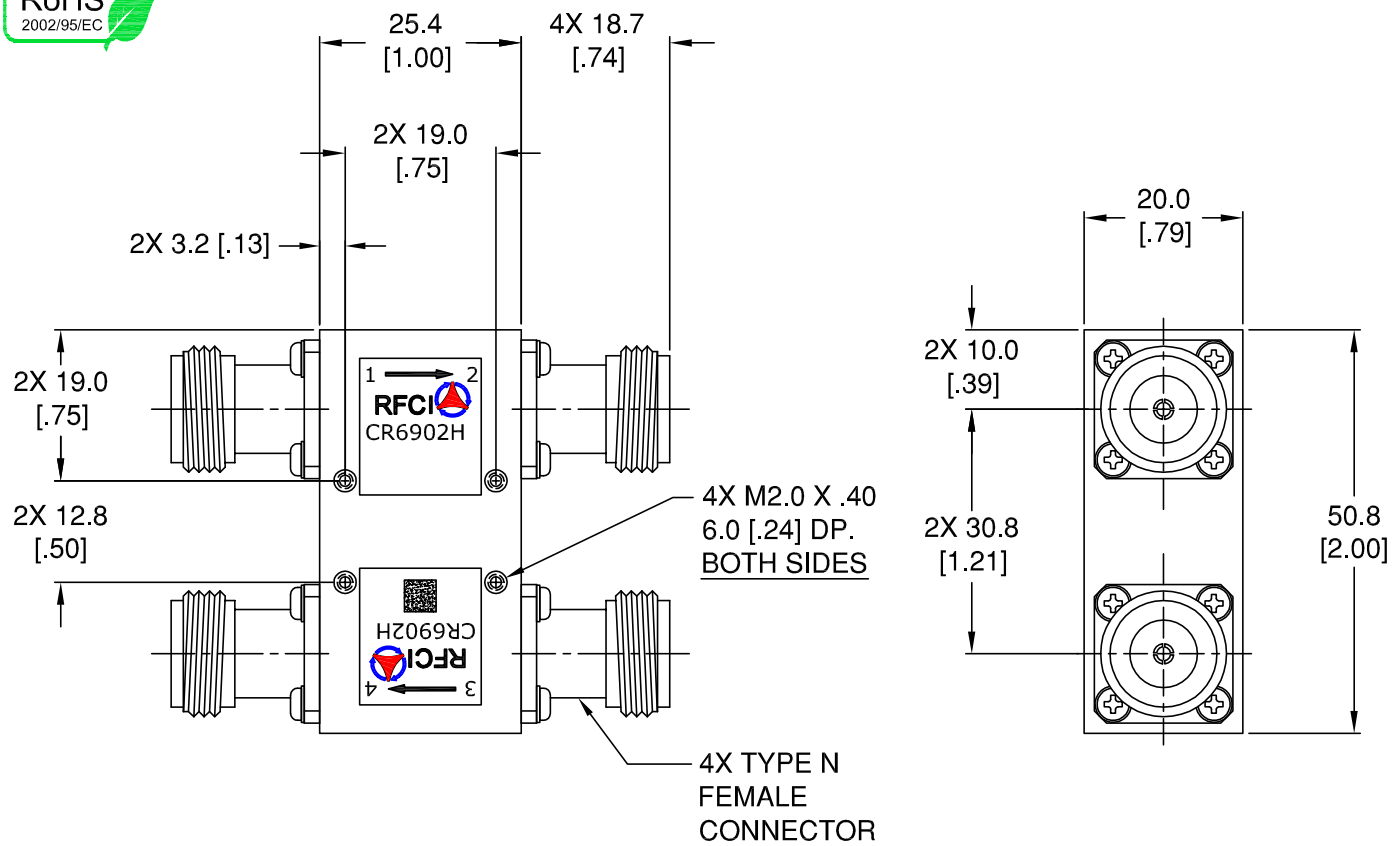 RoHS
2002/95/EC
25.4
[1.00]
4X 18.7
[.74]
2X 19.0
[.75]
2X 3.2 [.13]
20.0
[.79]
2X 19.0
[.75]
2X 10.0
[.39]
1 2
RFCI
CR6902H
2X 12.8
[.50]
4X M2.0 X .40
6.0 [.24] DP.
BOTH SIDES
2X 30.8
[1.21]
50.8
[2.00]
CR6902H
RFCI
3 4
4X TYPE N
FEMALE
CONNECTOR